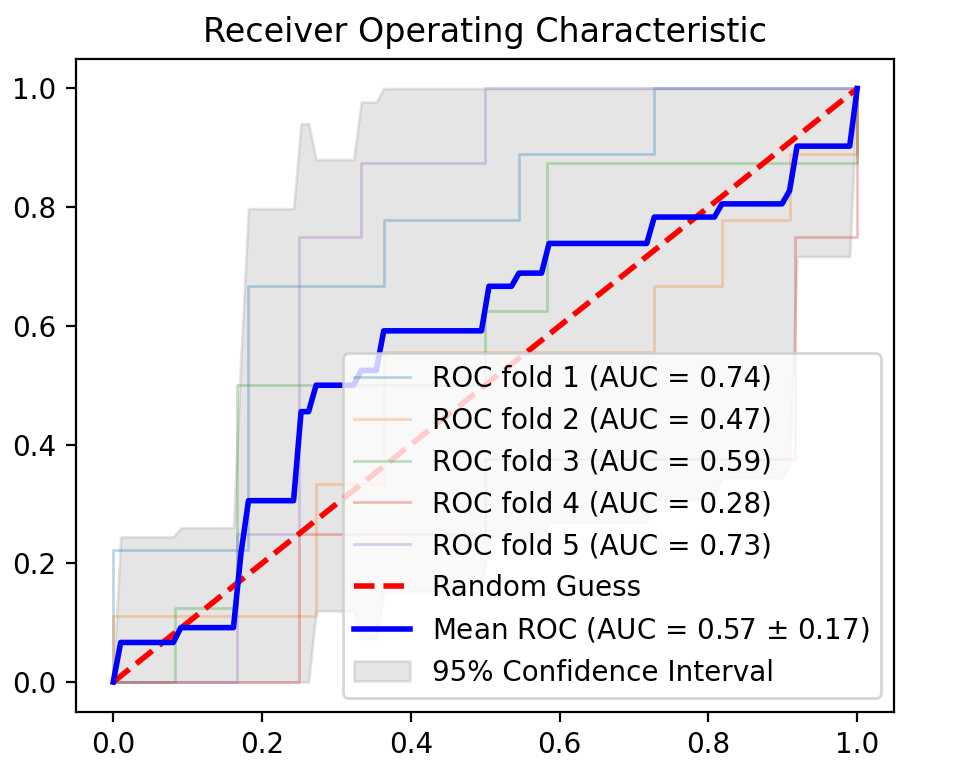 Receiver Operating Characteristic
1.0
0.8
0.6
0.4
0.2
0.0
ROC fold 1 (AUC = 0.74)
ROC fold 2 (AUC = 0.47)
ROC fold 3 (AUC = 0.59)
ROC fold 4 (AUC = 0.28)
ROC fold 5 (AUC = 0.73)
Random Guess
Mean ROC (AUC = 0.57 ± 0.17)
95% Confidence Interval
0.0 0.2 0.4 0.6 0.8 1.0